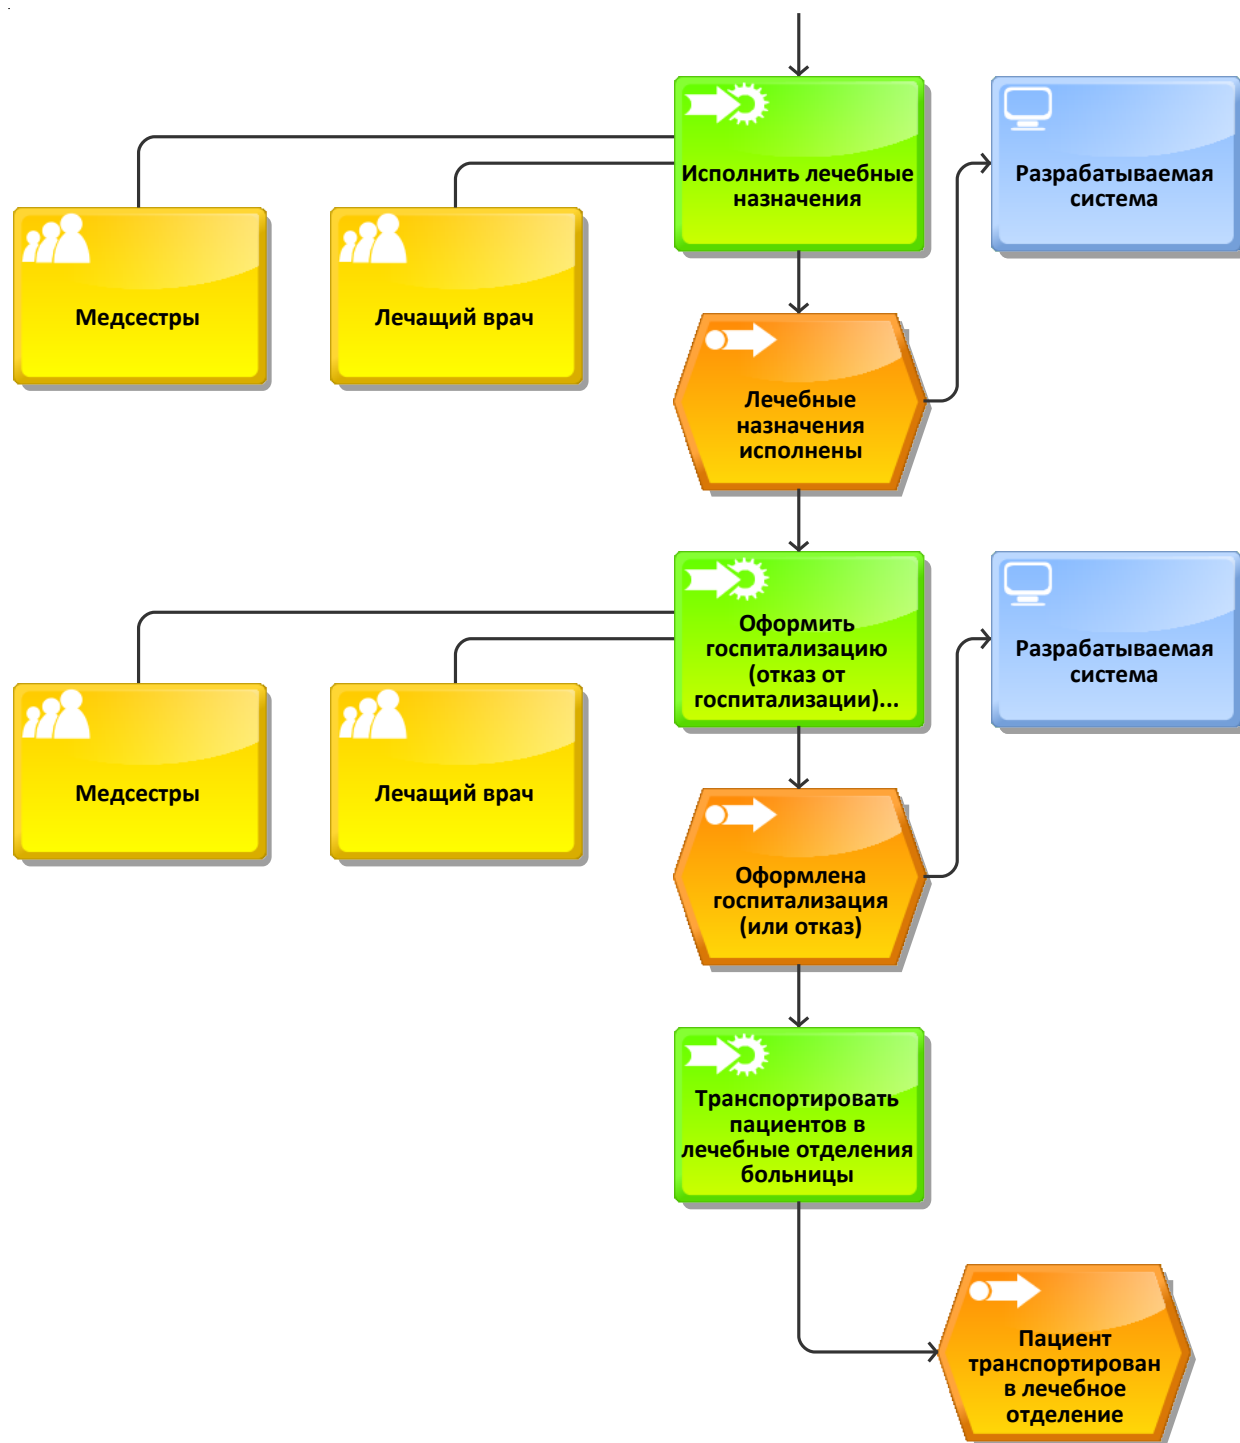 Исполнить лечебные
назначения
Разрабатываемая
система
Медсестры
Лечащий врач
Лечебные
назначения
исполнены
Оформить
госпитализацию
(отказ от
госпитализации)...
Разрабатываемая
система
Медсестры
Лечащий врач
Оформлена
госпитализация
(или отказ)
Транспортировать
пациентов в
лечебные отделения
больницы
Пациент
транспортирован
в лечебное
отделение